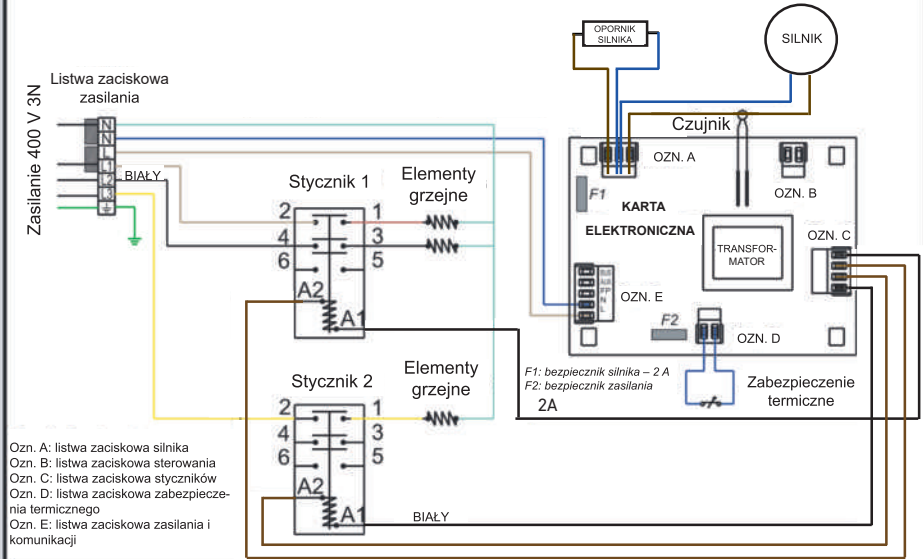 Zasilanie 400 V 3N
Listwa zaciskowa
zasilania
N
N
L
L1
L2
L3
BIAŁY
Stycznik 1
2
1
4
3
6
5
A2
A1
Elementy
grzejne
Stycznik 2
2
1
4
3
6
5
A2
A1
BIAŁY
Elementy
grzejne
OPORNIK
SILNIKA
SILNIK
Czujnik
OZN. A
OZN. B
F1
KARTA
ELEKTRONICZNA
TRANSFOR-
MATOR
OZN. C
FP
N
L
OZN. E
F2
OZN. D
F1: bezpiecznik silnika – 2 A
F2: bezpiecznik zasilania
2A
Zabezpieczenie
termiczne
Ozn. A: listwa zaciskowa silnika
Ozn. B: listwa zaciskowa sterowania
Ozn. C: listwa zaciskowa styczników
Ozn. D: listwa zaciskowa zabezpiecze-
nia termicznego
Ozn. E: listwa zaciskowa zasilania i
komunikacji